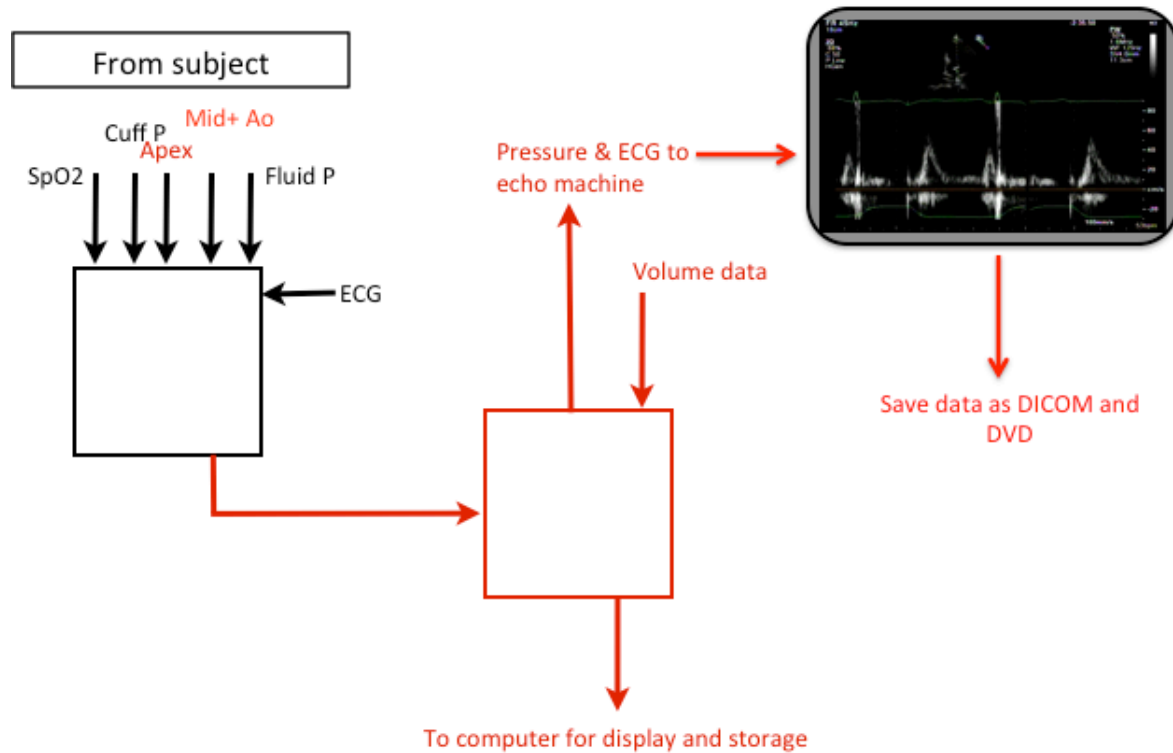 From subject
Mid+ Ao
Cuff P
Apex
SpO2
Fluid P
ECG
Pressure & ECG to
echo machine
Volume data
Save data as DICOM and
DVD
To computer for display and storage